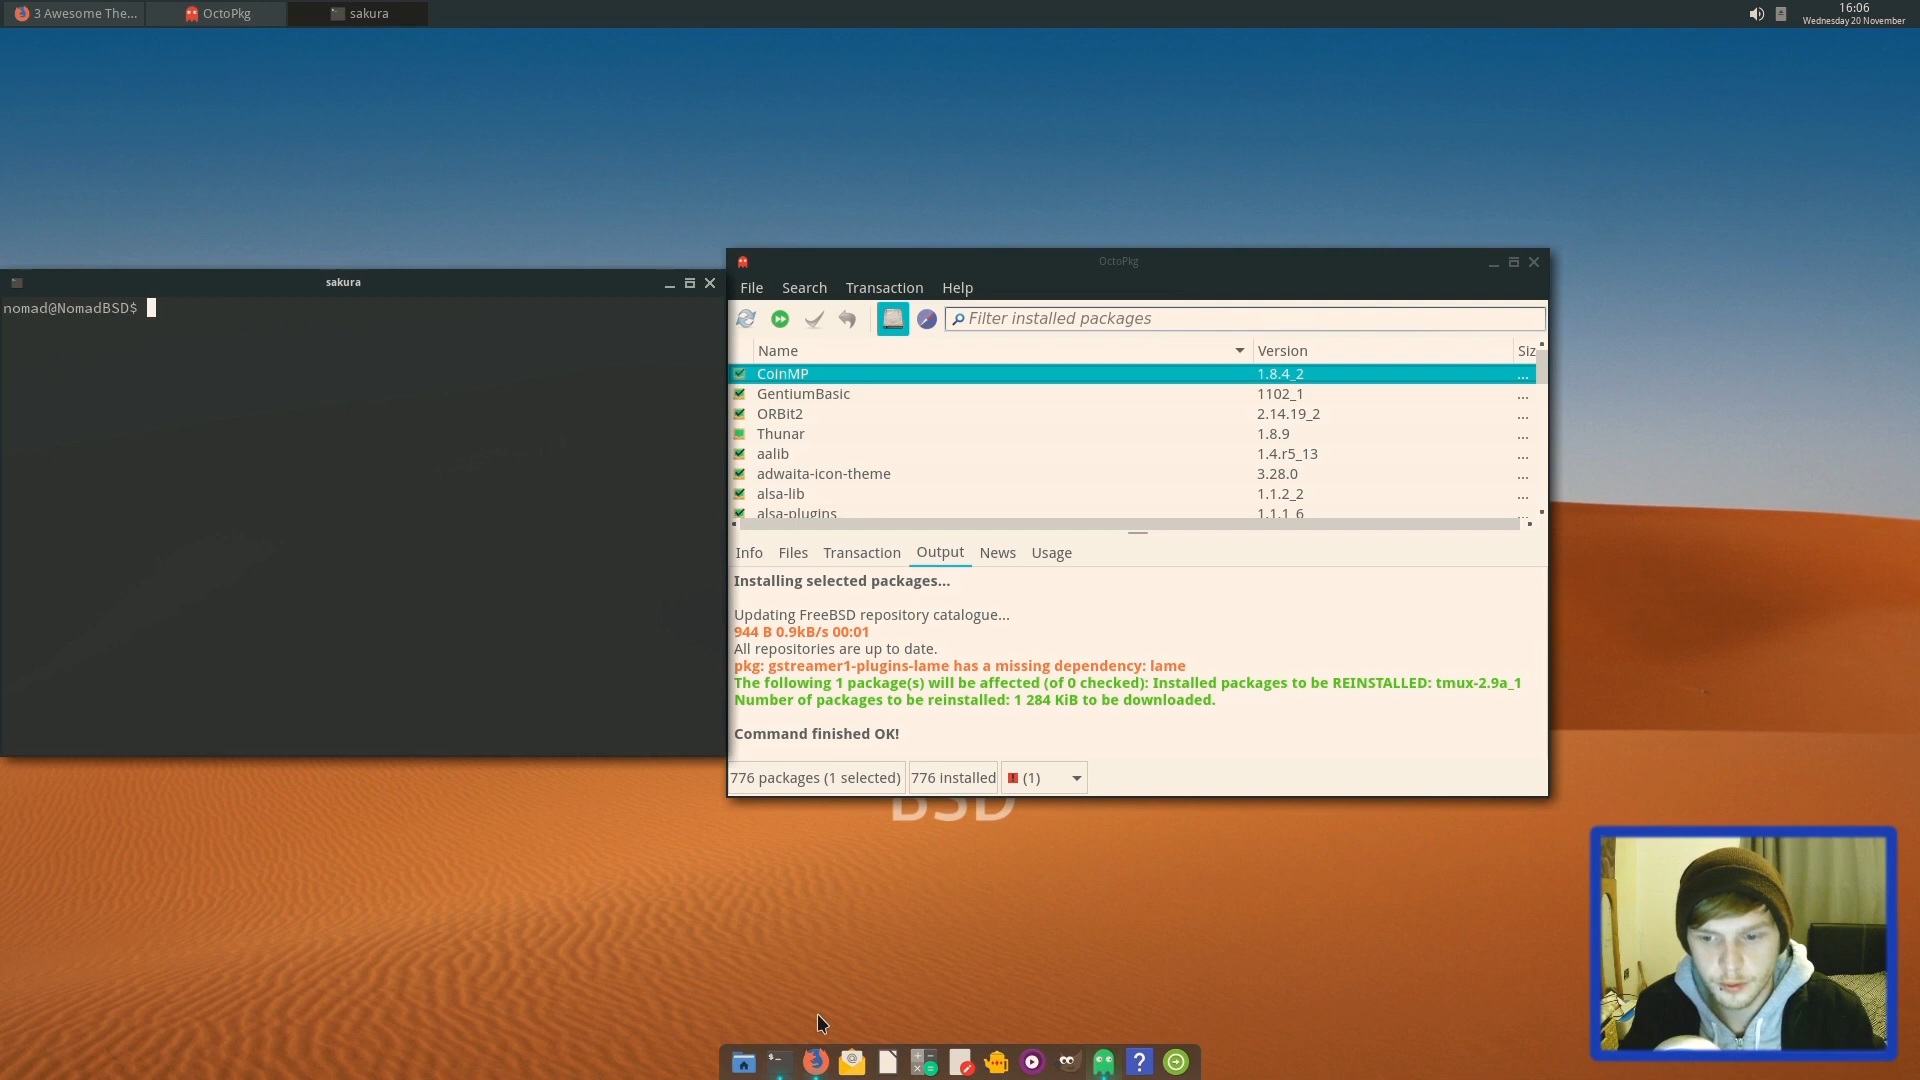 3 Awesome The...
OctoPkg
sakura
16:06
Wednesday 20 November
sakura
nomad@NomadBSD$
OctoPkg
File Search Transaction Help
Filter installed packages
Name Version Siz
CoinMP 1.8.4_2 ...
GentiumBasic 1102_1 ...
ORBit2 2.14.19_2 ...
Thunar 1.8.9 ...
aalib 1.4.r5_13 ...
adwaita-icon-theme 3.28.0 ...
alsa-lib 1.1.2_2 ...
alsa-plugins 1.1.1_6 ...
Info Files Transaction Output News Usage
Installing selected packages...
Updating FreeBSD repository catalogue...
944 B 0.9kB/s 00:01
All repositories are up to date.
pkg: gstreamer1-plugins-lame has a missing dependency: lame
The following 1 package(s) will be affected (of 0 checked): Installed packages to be REINSTALLED: tmux-2.9a_1
Number of packages to be reinstalled: 1 284 KiB to be downloaded.
Command finished OK!
776 packages (1 selected) 776 installed (1)
BSD